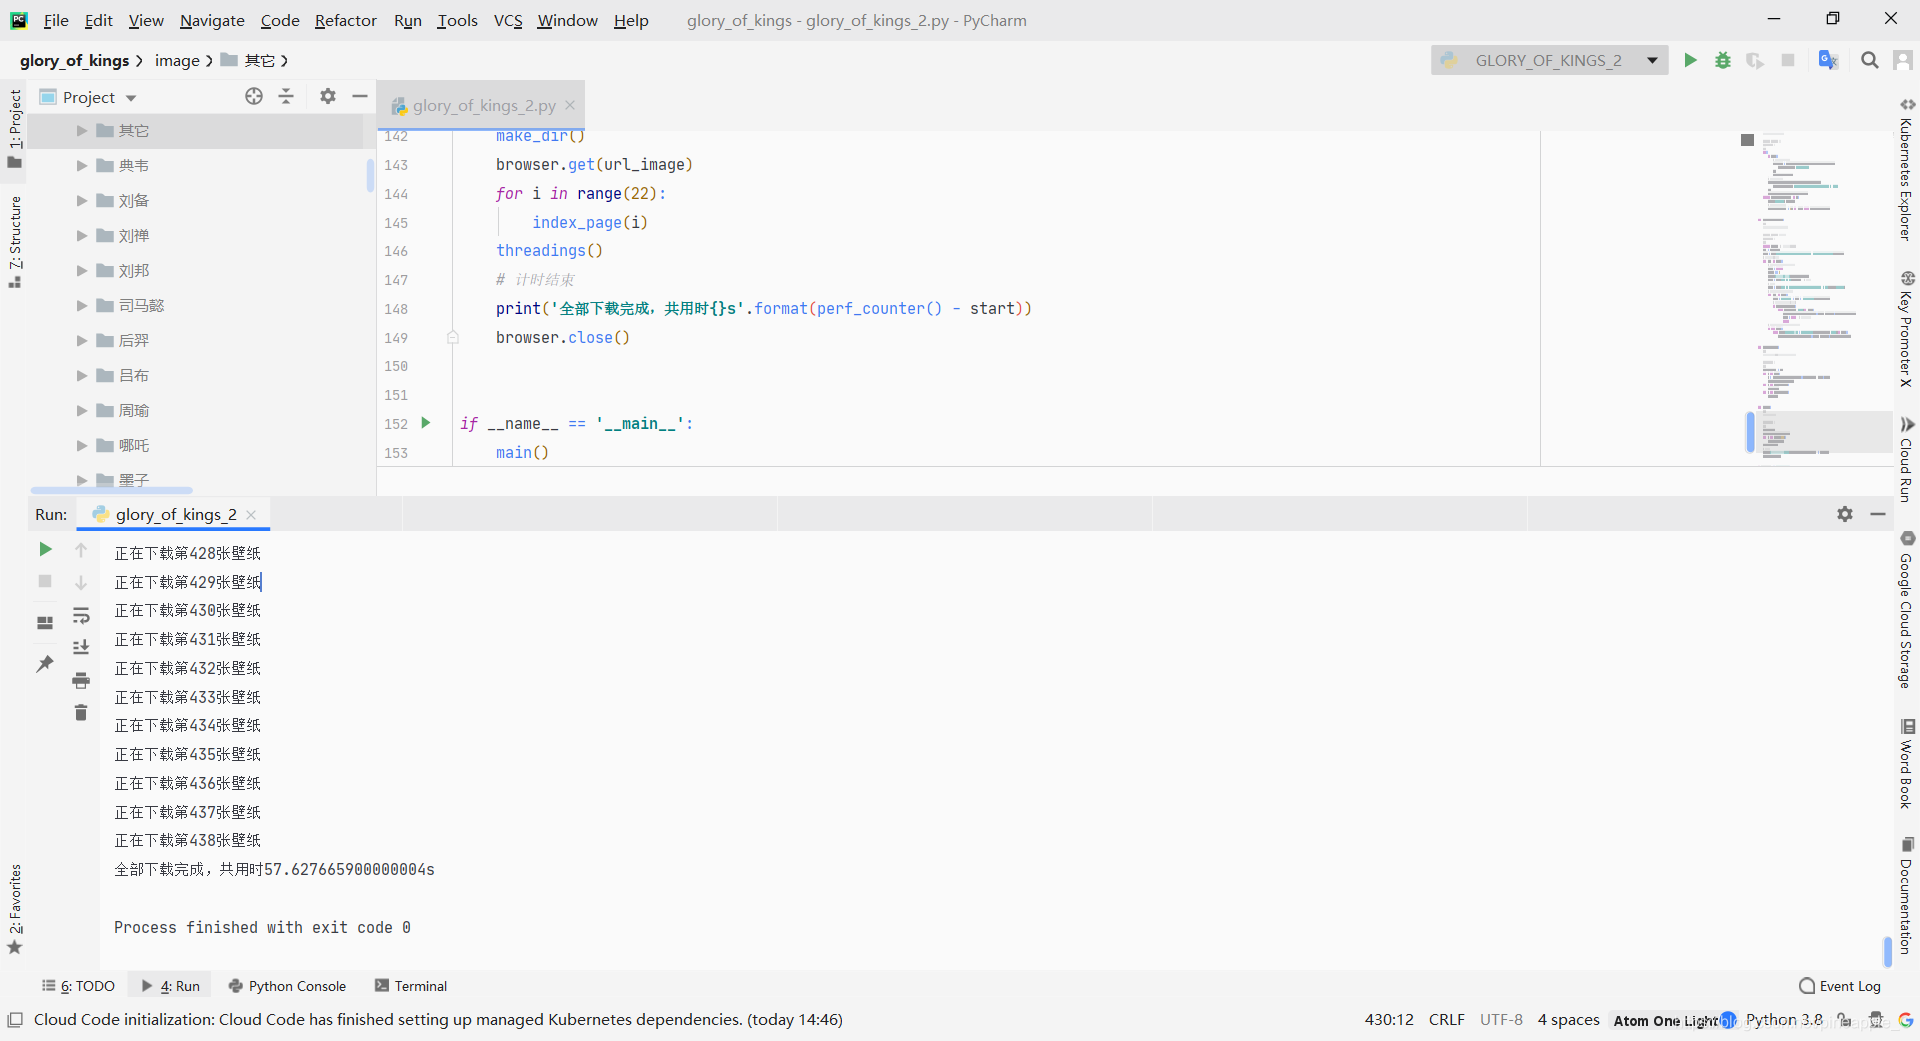 File Edit View Navigate Code Refactor Run Tools VCS Window Help glory_of_kings - glory_of_kings_2.py - PyCharm
glory_of_kings image 其它 GLORY_OF_KINGS_2
1: Project
7: Structure
2: Favorites
Project
其它
典韦
刘备
刘禅
刘邦
司马懿
后羿
吕布
周瑜
哪吒
墨子
glory_of_kings_2.py
142 make_dir()
143 browser.get(url_image)
144 for i in range(22):
145 index_page(i)
146 threadings()
147 # 计时结束
148 print('全部下载完成，共用时{}s'.format(perf_counter() - start))
149 browser.close()
150
151
152 if __name__ == '__main__':
153 main()
Kubernetes Explorer
Key Promoter X
Cloud Run
Google Cloud Storage
Word Book
Documentation
Run: glory_of_kings_2
正在下载第428张壁纸
正在下载第429张壁纸
正在下载第430张壁纸
正在下载第431张壁纸
正在下载第432张壁纸
正在下载第433张壁纸
正在下载第434张壁纸
正在下载第435张壁纸
正在下载第436张壁纸
正在下载第437张壁纸
正在下载第438张壁纸
全部下载完成，共用时57.627665900000004s
Process finished with exit code 0
6: TODO 4: Run Python Console Terminal Event Log
Cloud Code initialization: Cloud Code has finished setting up managed Kubernetes dependencies. (today 14:46) 430:12 CRLF UTF-8 4 spaces Atom One Light Python 3.8